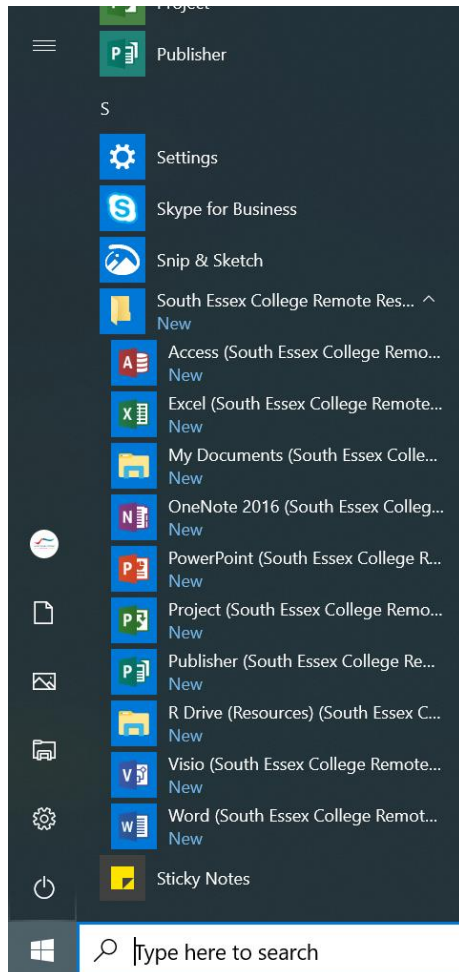 Project
Publisher
S
Settings
Skype for Business
Snip & Sketch
South Essex College Remote Res...
New
Access (South Essex College Remo...
New
Excel (South Essex College Remote...
New
My Documents (South Essex Colle...
New
OneNote 2016 (South Essex Colleg...
New
PowerPoint (South Essex College R...
New
Project (South Essex College Remo...
New
Publisher (South Essex College Re...
New
R Drive (Resources) (South Essex C...
New
Visio (South Essex College Remote...
New
Word (South Essex College Remot...
New
Sticky Notes
Type here to search